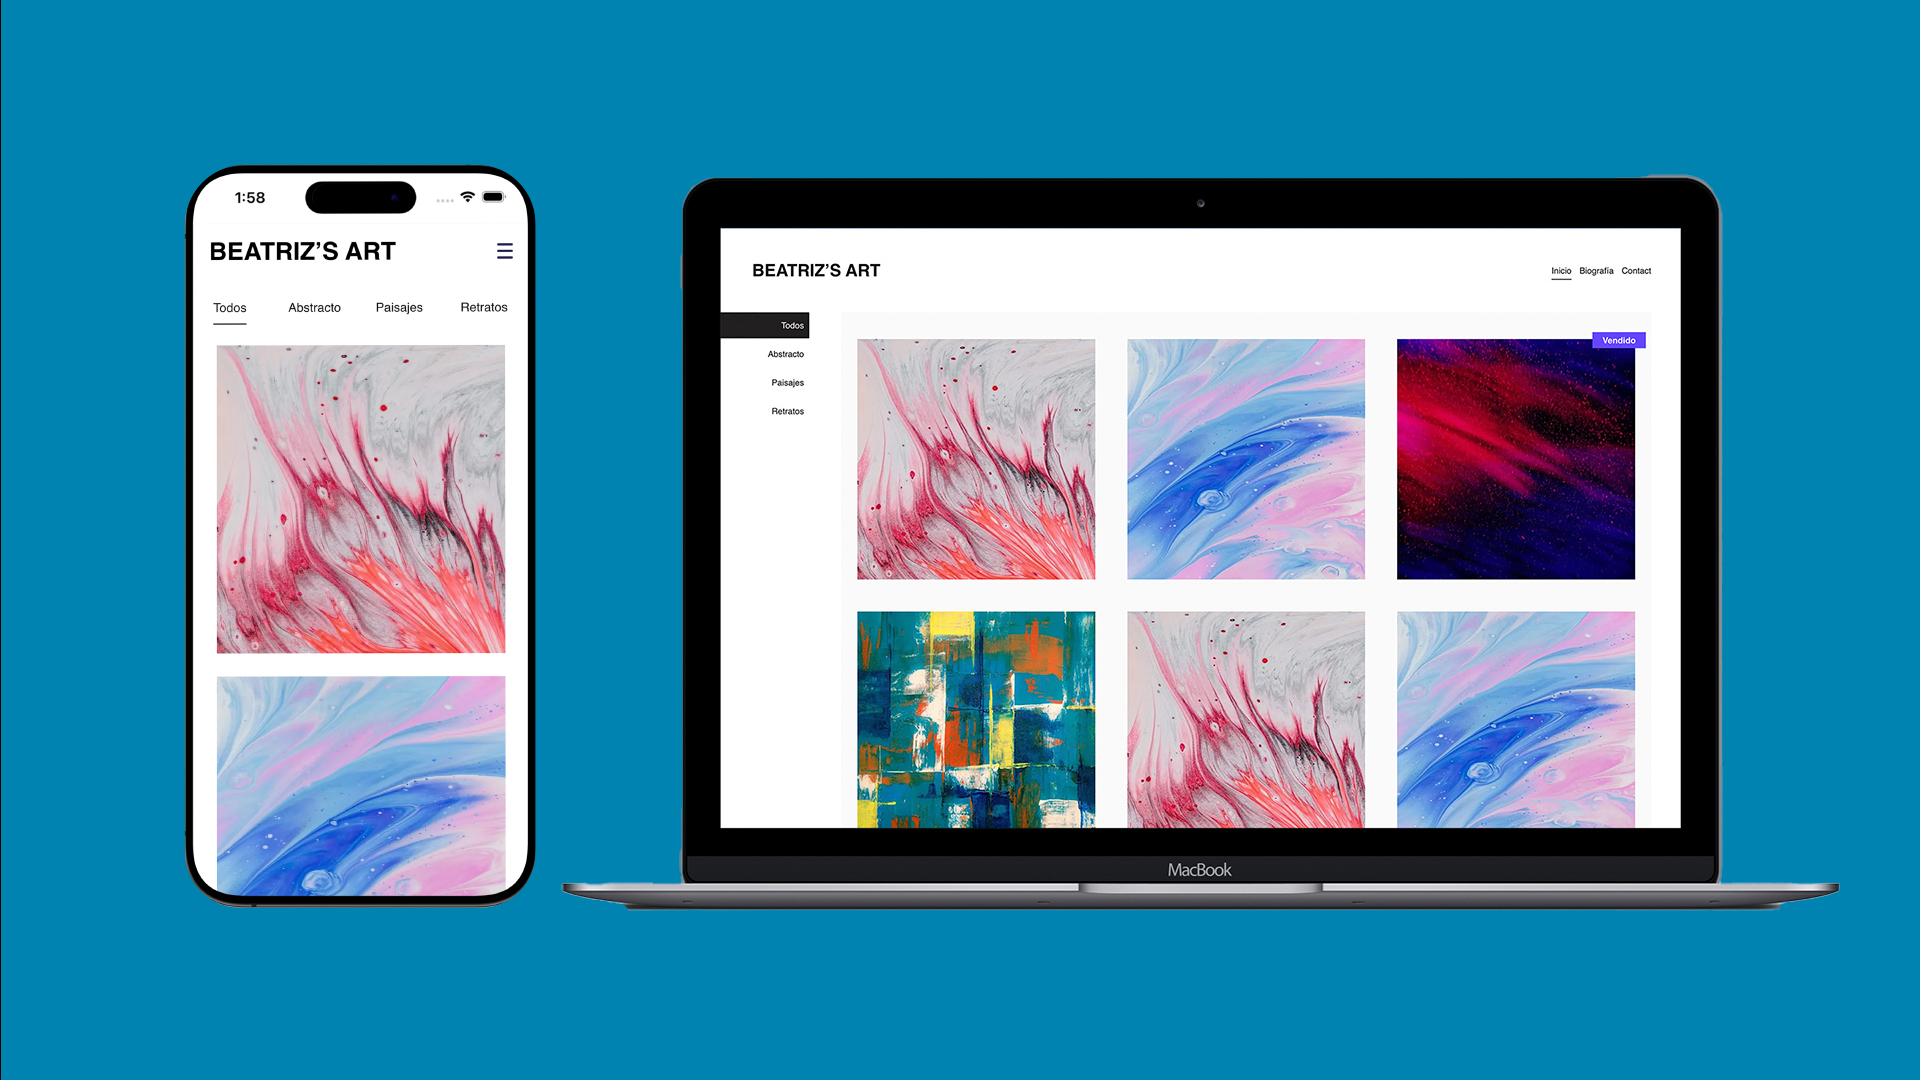 1:58
BEATRIZ’S ART
Todos Abstracto Paisajes Retratos
BEATRIZ’S ART
Inicio Biografía Contact
Todos
Abstracto
Paisajes
Retratos
Vendido
MacBook